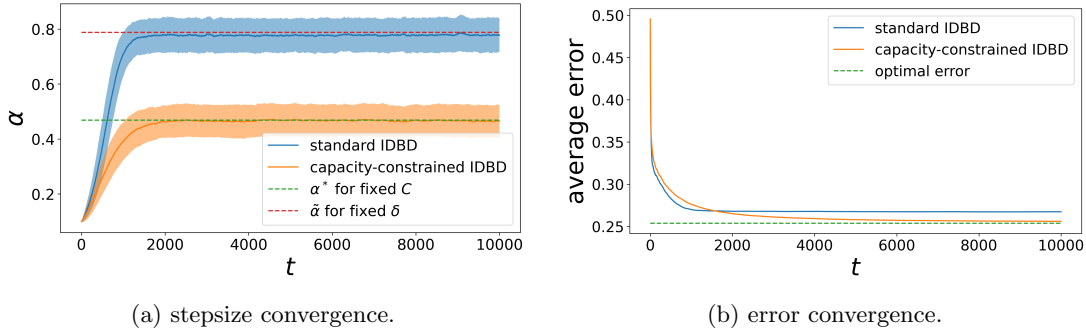 0.8
0.6
0.4
0.2
α
0
2000
4000
6000
8000
10000
t
standard IDBD
capacity-constrained IDBD
α* for fixed C
α̃ for fixed δ
(a) stepsize convergence.
0.50
0.45
0.40
0.35
0.30
0.25
average error
0
2000
4000
6000
8000
10000
t
standard IDBD
capacity-constrained IDBD
optimal error
(b) error convergence.